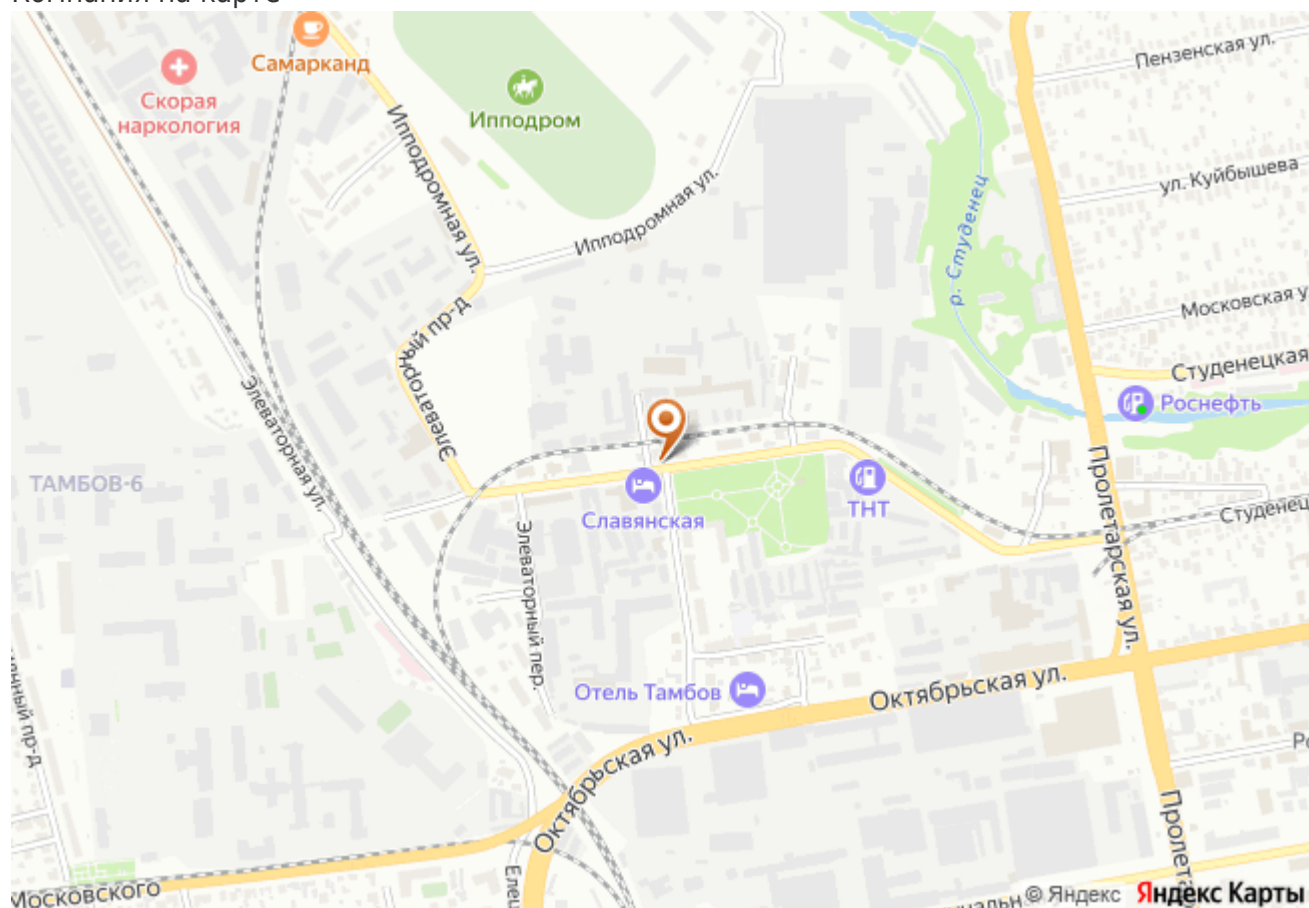 Самарканд
Скорая
наркология
Ипподром
Пензенская ул.
Ипподромная ул.
ул. Куйбышева
Ипподромная ул.
р. Студенец
Московская у
Элеваторный пр-д
Студенецкая
Роснефть
Элеваторная ул.
ТАМБОВ-6
Славянская
ТНТ
Пролетарская ул.
Студенец
Элеваторный пер.
Отель Тамбов
Октябрьская ул.
Октябрьская ул.
Пролета
Московского
Елец
© Яндекс Яндекс Карты